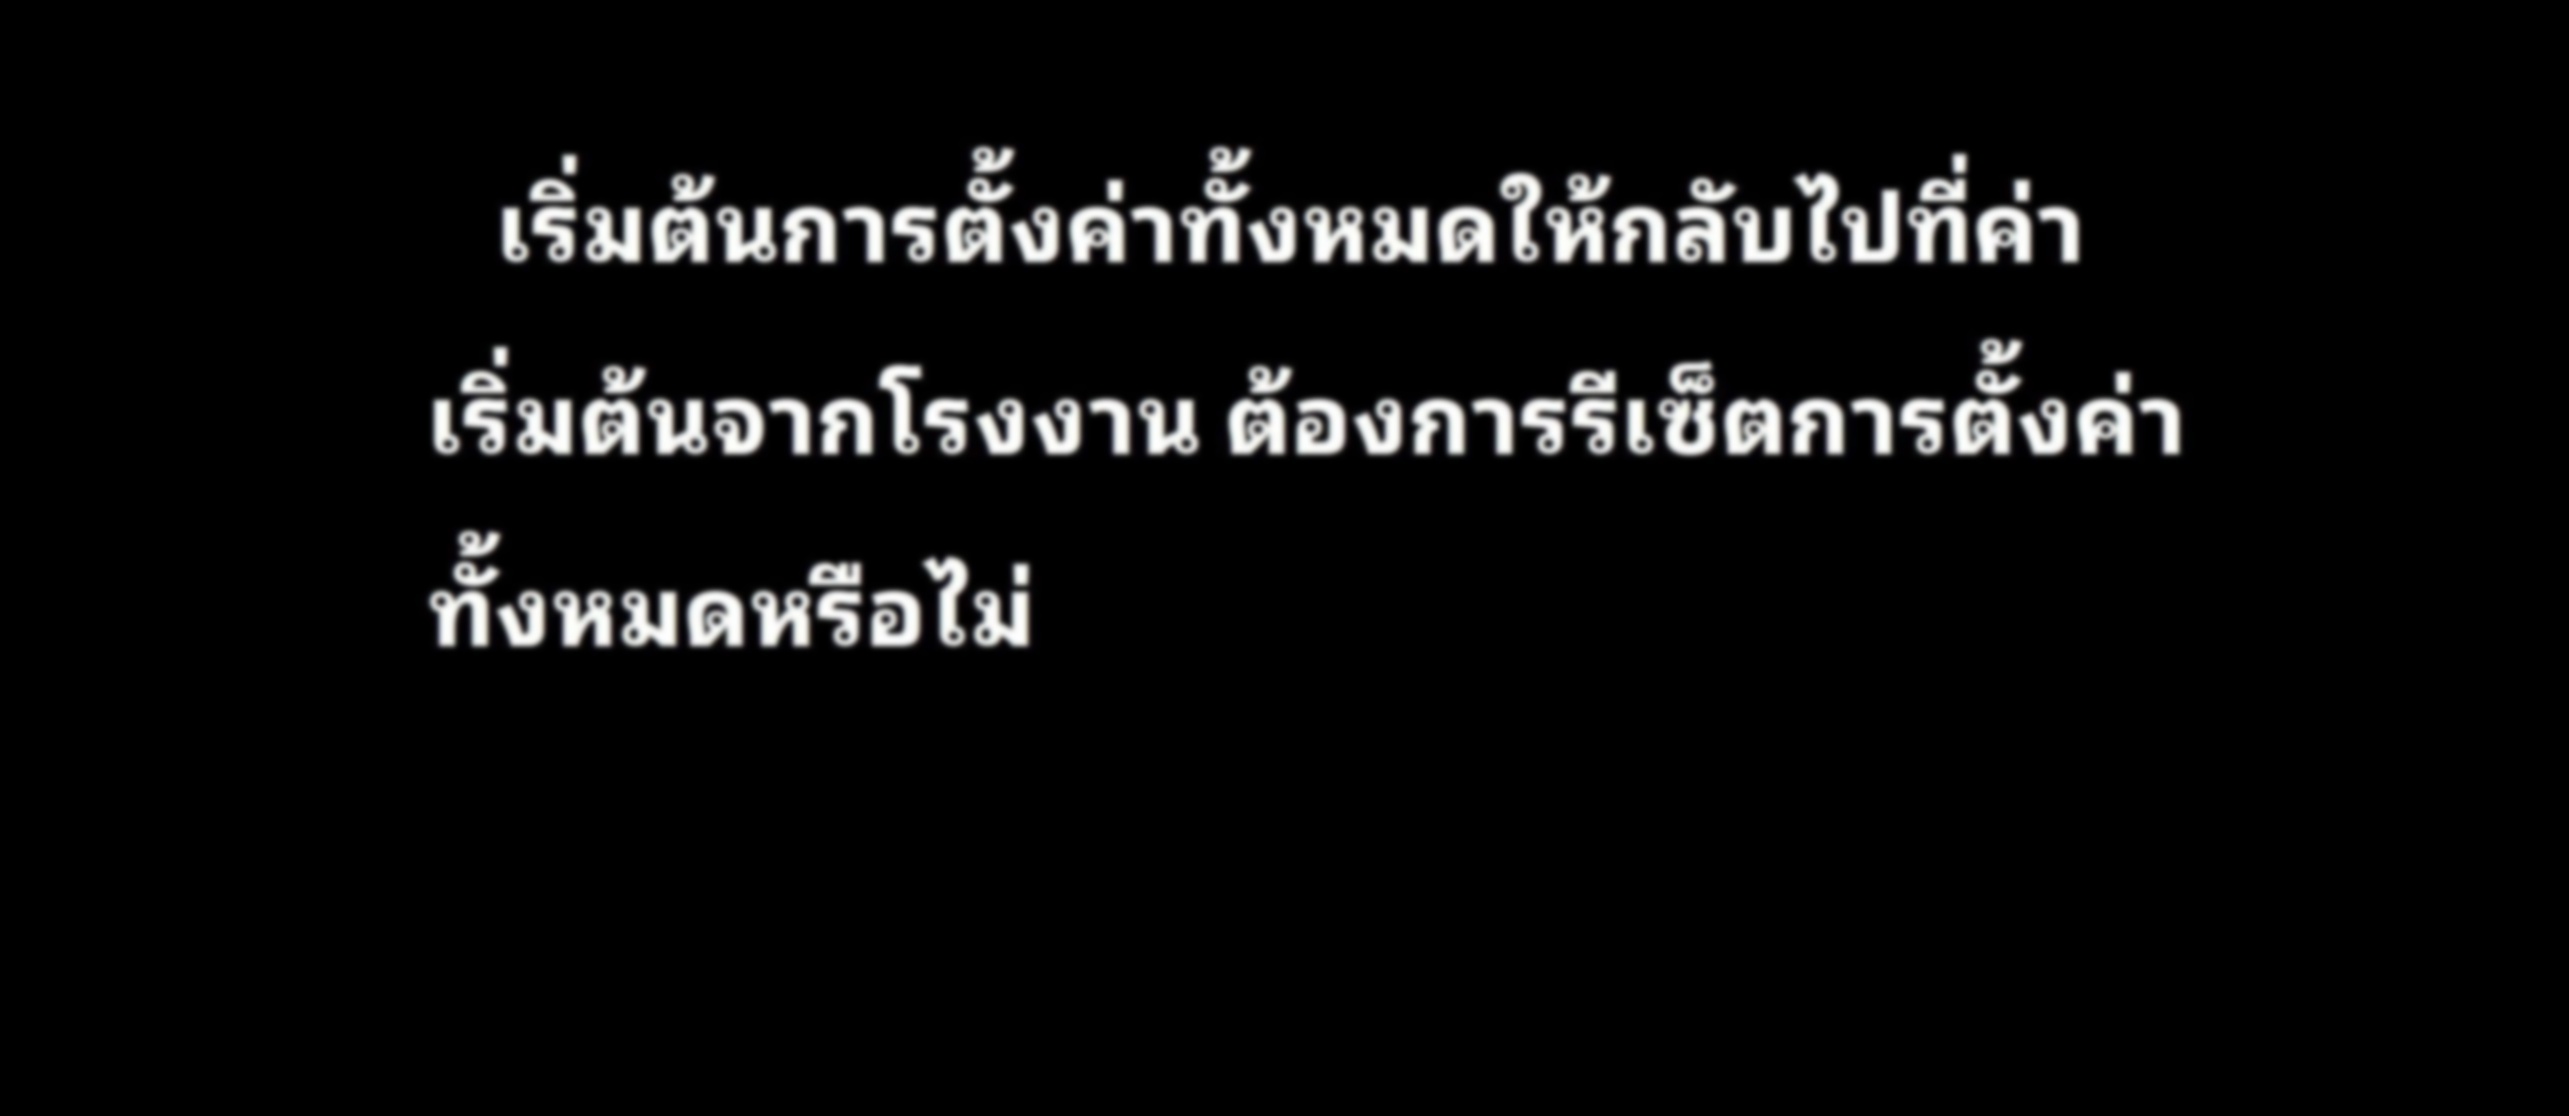 เริ่มต้นการตั้งค่าทั้งหมดให้กลับไปที่ค่า
เริ่มต้นจากโรงงาน ต้องการรีเซ็ตการตั้งค่า
ทั้งหมดหรือไม่